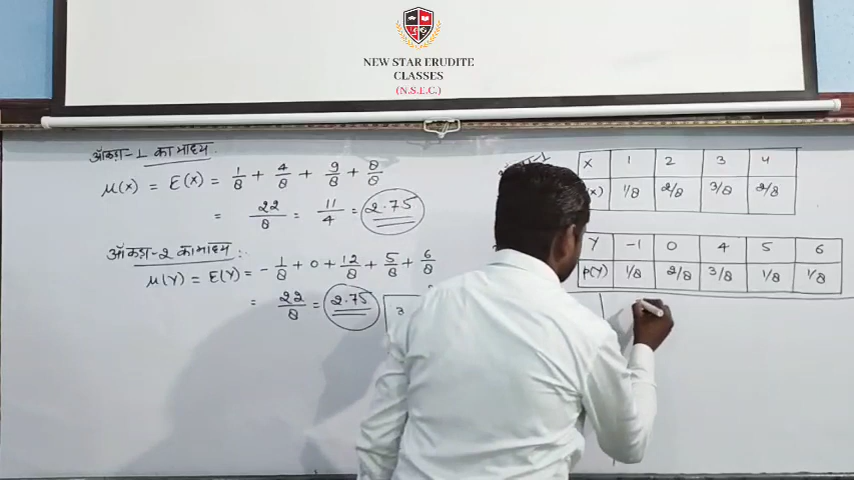 NEW STAR ERUDITE
CLASSES
(N.S.E.C.)
आँकड़ा-1 का माध्य
μ(X) = E(X) = 1/8 + 4/8 + 9/8 + 8/8
= 22/8 = 11/4 = 2.75
आँकड़ा-2 का माध्य :
μ(Y) = E(Y) = -1/8 + 0 + 12/8 + 5/8 + 6/8
= 22/8 = 2.75
X 1 2 3 4
(X) 1/8 2/8 3/8 2/8
Y -1 0 4 5 6
P(Y) 1/8 2/8 3/8 1/8 1/8